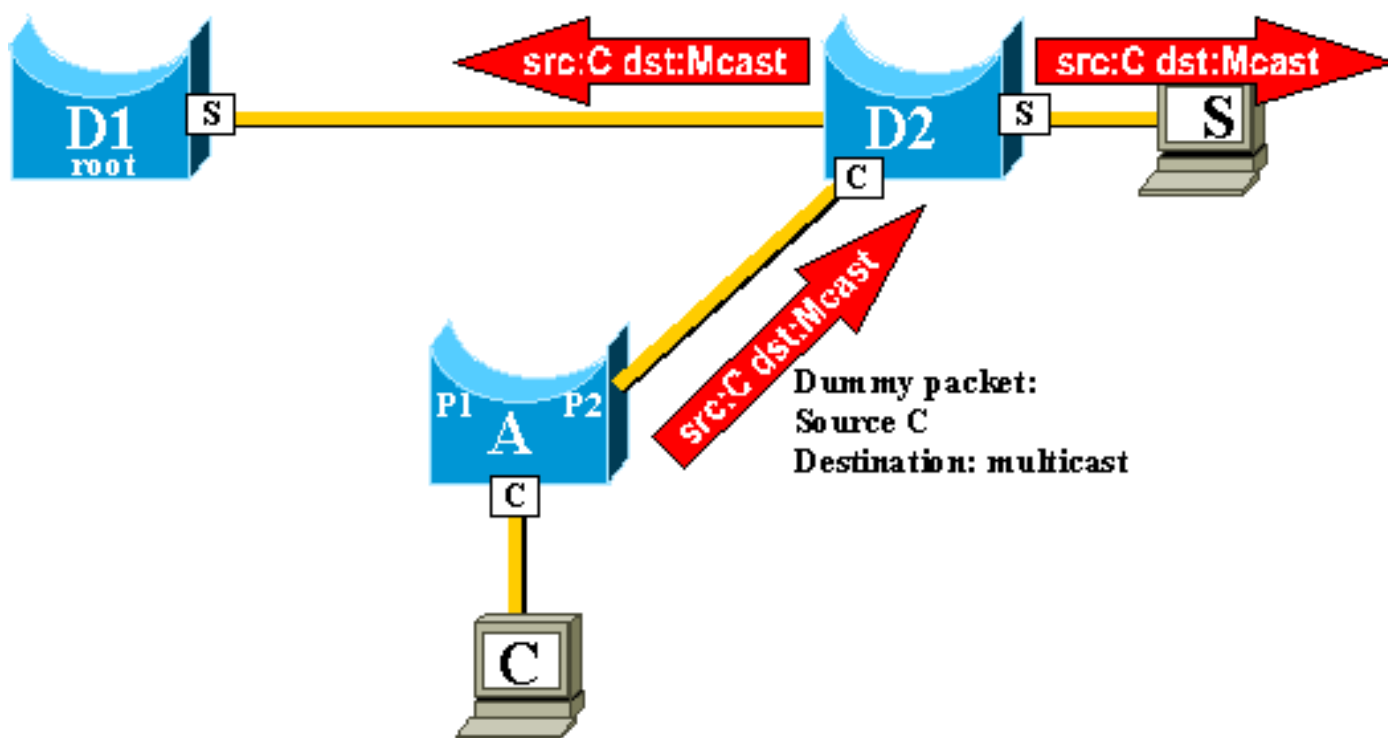 src:C dst:Mcast
src:C dst:Mcast
D1
root
S
D2
S
S
C
src:C dst:Mcast
Dummy packet:
Source C
Destination: multicast
P1
P2
A
C
C